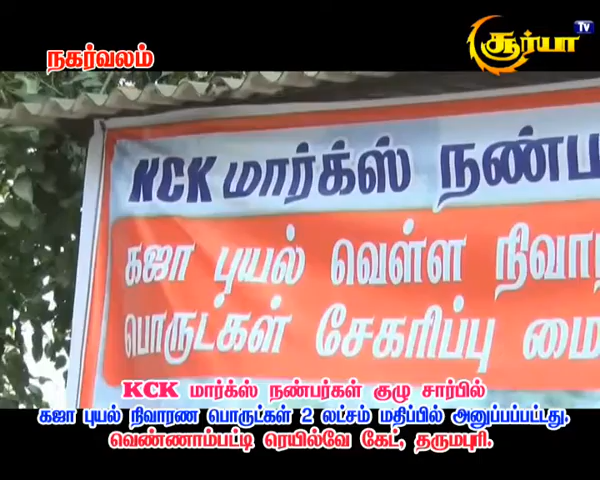 நகர்வலம்
சூர்யா TV
KCK மார்க்ஸ் நண்ப
கஜா புயல் வெள்ள நிவார
பொருட்கள் சேகரிப்பு மை
KCK மார்க்ஸ் நண்பர்கள் குழு சார்பில்
கஜா புயல் நிவாரண பொருட்கள் 2 லட்சம் மதிப்பில் அனுப்பப்பட்டது.
வெண்ணாம்பட்டி ரெயில்வே கேட், தருமபுரி.